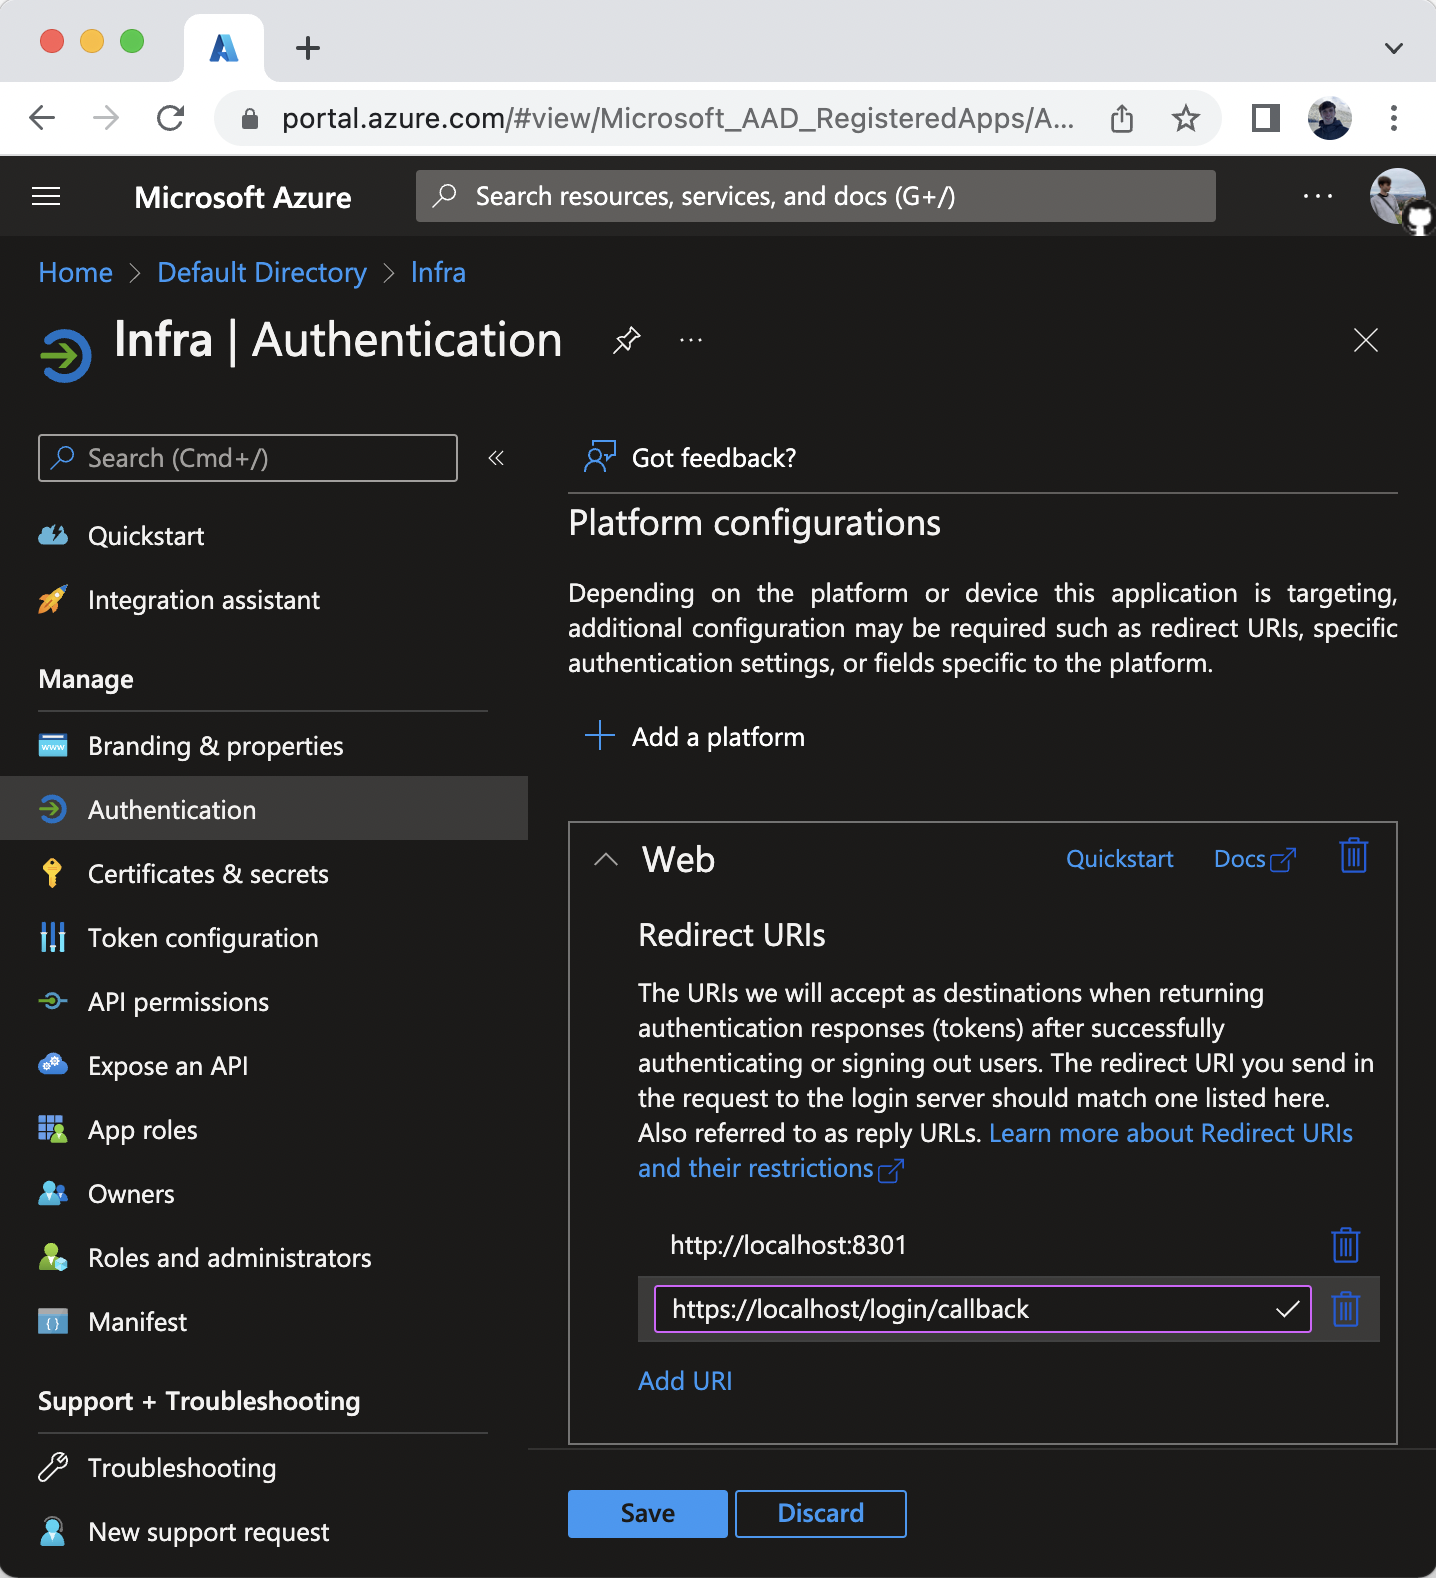 portal.azure.com/#view/Microsoft_AAD_RegisteredApps/A...
Microsoft Azure
Search resources, services, and docs (G+/)
Home > Default Directory > Infra
Infra | Authentication
Search (Cmd+/)
Quickstart
Integration assistant
Manage
Branding & properties
Authentication
Certificates & secrets
Token configuration
API permissions
Expose an API
App roles
Owners
Roles and administrators
Manifest
Support + Troubleshooting
Troubleshooting
New support request
Got feedback?
Platform configurations
Depending on the platform or device this application is targeting,
additional configuration may be required such as redirect URIs, specific
authentication settings, or fields specific to the platform.
Add a platform
Web
Quickstart
Docs
Redirect URIs
The URIs we will accept as destinations when returning
authentication responses (tokens) after successfully
authenticating or signing out users. The redirect URI you send in
the request to the login server should match one listed here.
Also referred to as reply URLs. Learn more about Redirect URIs
and their restrictions
http://localhost:8301
https://localhost/login/callback
Add URI
Save
Discard